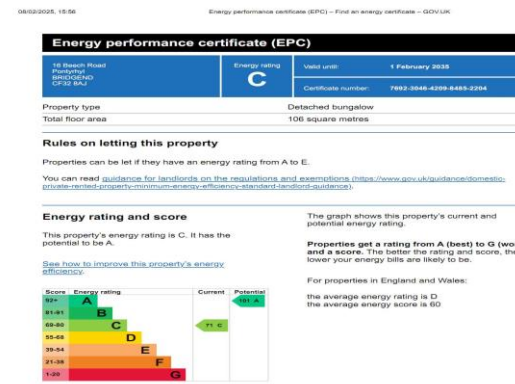 08/02/2025, 15:56
Energy performance certificate (EPC) – Find an energy certificate – GOV.UK
Energy performance certificate (EPC)
16 Beech Road
Pontyrhyl
BRIDGEND
CF32 8AJ
Energy rating
C
Valid until:
1 February 2035
Certificate number:
7692-3046-4209-8485-2204
Property type
Detached bungalow
Total floor area
106 square metres
Rules on letting this property
Properties can be let if they have an energy rating from A to E.
You can read guidance for landlords on the regulations and exemptions (https://www.gov.uk/guidance/domestic-
private-rented-property-minimum-energy-efficiency-standard-landlord-guidance).
Energy rating and score
This property's energy rating is C. It has the
potential to be A.
See how to improve this property's energy
efficiency.
Score Energy rating Current Potential
92+ A 101 A
81-91 B
69-80 C 71 C
55-68 D
39-54 E
21-38 F
1-20 G
The graph shows this property's current and
potential energy rating.
Properties get a rating from A (best) to G (wo
and a score. The better the rating and score, the
lower your energy bills are likely to be.
For properties in England and Wales:
the average energy rating is D
the average energy score is 60